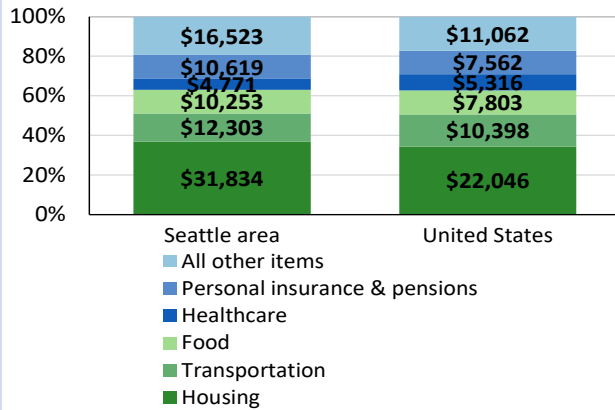 100%
80%
60%
40%
20%
0%
$16,523
$10,619
$4,771
$10,253
$12,303
$31,834
$11,062
$7,562
$5,316
$7,803
$10,398
$22,046
Seattle area
United States
All other items
Personal insurance & pensions
Healthcare
Food
Transportation
Housing